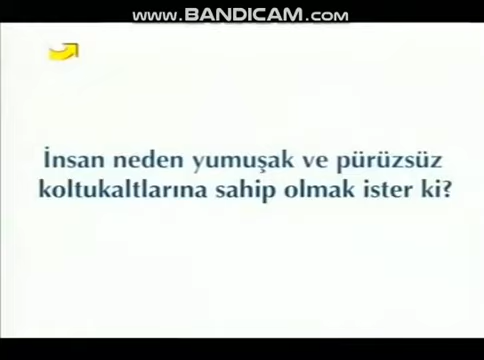 www.BANDICAM.com
İnsan neden yumuşak ve pürüzsüz
koltukaltlarına sahip olmak ister ki?